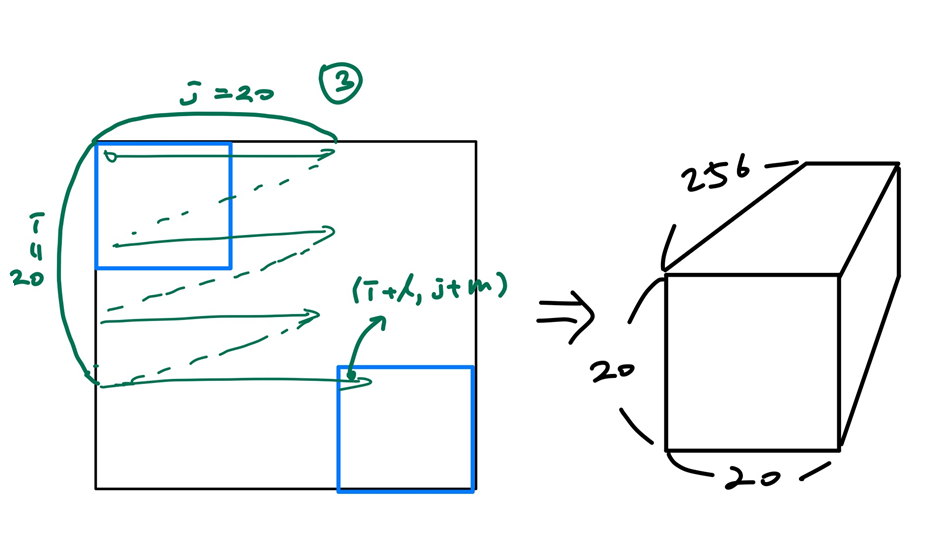 ③
j = 20
i
=
20
(i+l, j+m)
⇒
256
20
20